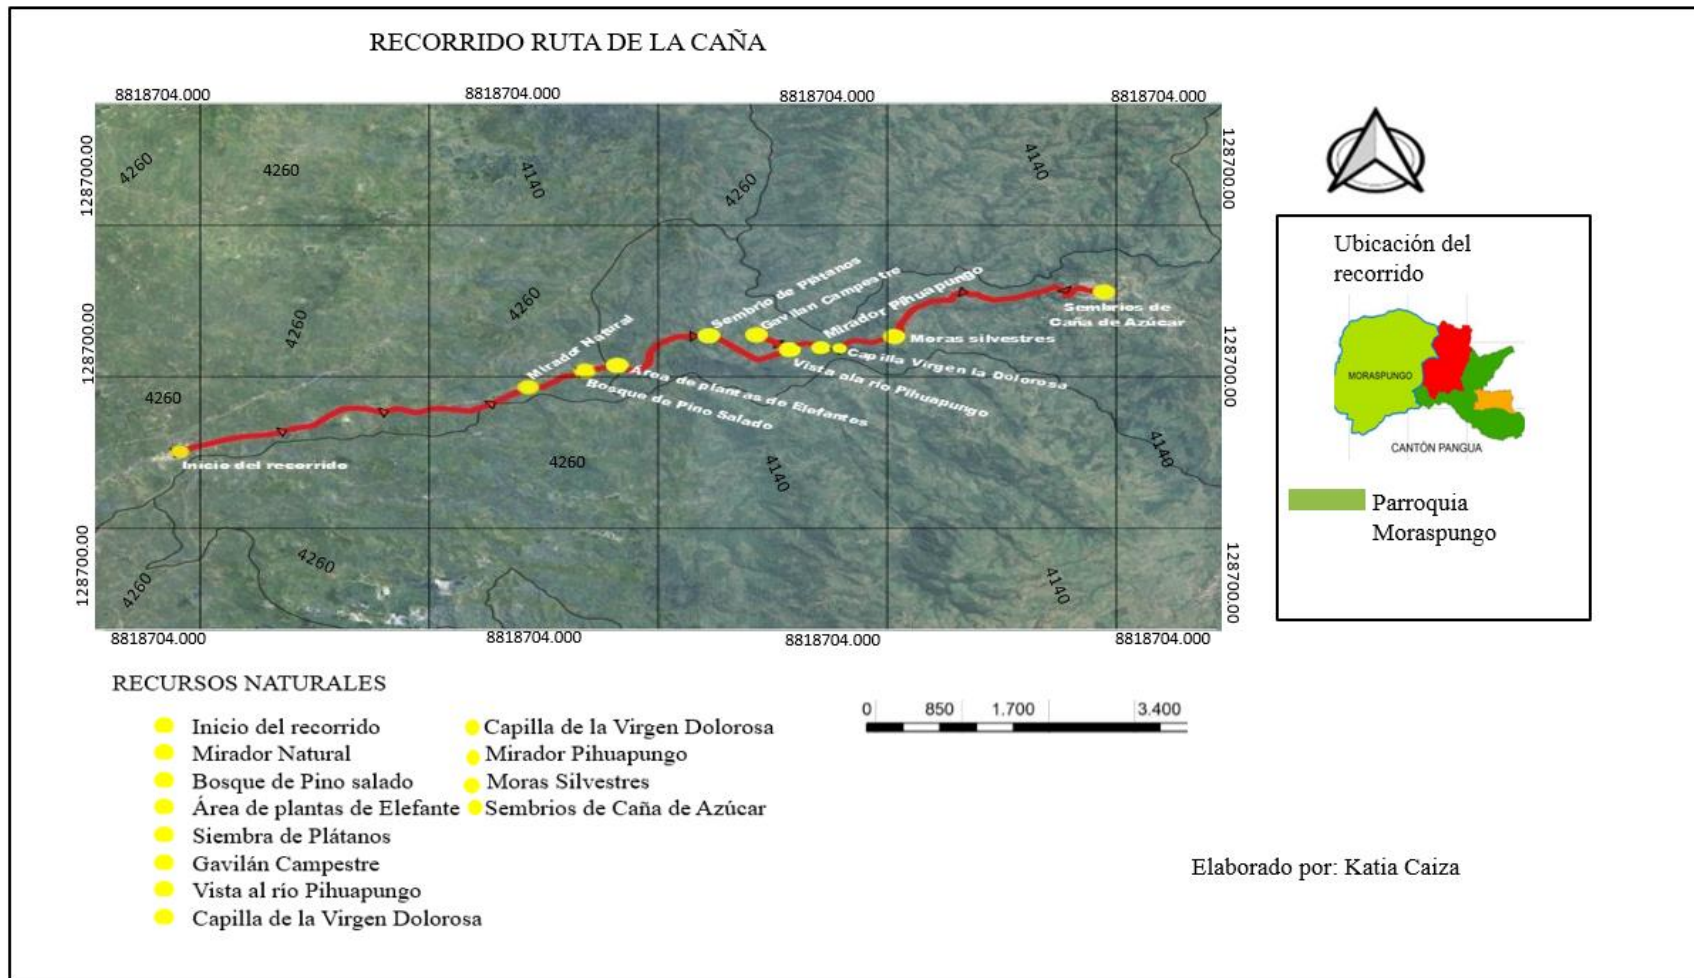 RECORRIDO RUTA DE LA CAÑA
8818704.000 8818704.000 8818704.000 8818704.000
128700.00
128700.00
128700.00
128700.00
128700.00
128700.00
4260
4260
4140
4260
4140
4260
4260
4260
4260
4140
4140
4260
4260
4140
Sembrio de Plátanos
Gavilan Campestre
Mirador Pihuapungo
Sembrios de
Caña de Azúcar
Mirador Natural
Moras silvestres
Capilla Virgen la Dolorosa
Vista ala río Pihuapungo
Área de plantas de Elefantes
Bosque de Pino Salado
Inicio del recorrido
8818704.000 8818704.000 8818704.000 8818704.000
Ubicación del
recorrido
MORASPUNGO
CANTÓN PANGUA
Parroquia
Moraspungo
RECURSOS NATURALES
Inicio del recorrido
Mirador Natural
Bosque de Pino salado
Área de plantas de Elefante
Siembra de Plátanos
Gavilán Campestre
Vista al río Pihuapungo
Capilla de la Virgen Dolorosa
Capilla de la Virgen Dolorosa
Mirador Pihuapungo
Moras Silvestres
Sembrios de Caña de Azúcar
0 850 1.700 3.400
Elaborado por: Katia Caiza